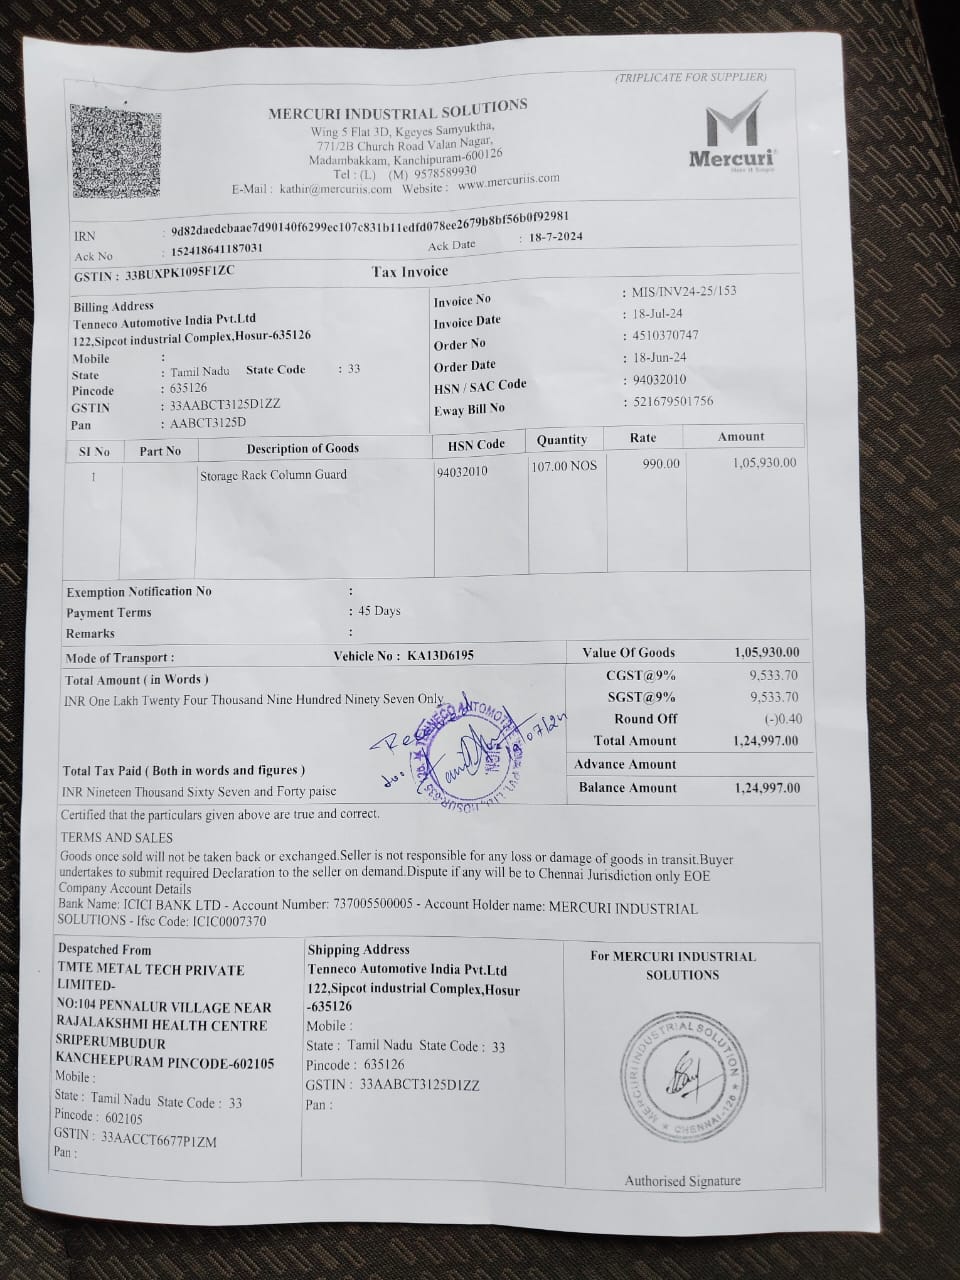 (TRIPLICATE FOR SUPPLIER)
MERCURI INDUSTRIAL SOLUTIONS
Wing 5 Flat 3D, Kgeyes Samyuktha,
771/2B Church Road Valan Nagar,
Madambakkam, Kanchipuram-600126
Tel : (L) (M) 9578589930
E-Mail : kathir@mercuriis.com Website : www.mercuriis.com
Mercuri
Make It Simple
IRN : 9d82daedcbaae7d90140f6299ec107c831b11edfd078ee2679b8bf56b0f92981
Ack No : 152418641187031 Ack Date : 18-7-2024
GSTIN : 33BUXPK1095F1ZC Tax Invoice
Billing Address
Tenneco Automotive India Pvt.Ltd
122,Sipcot industrial Complex,Hosur-635126
Mobile :
State : Tamil Nadu State Code : 33
Pincode : 635126
GSTIN : 33AABCT3125D1ZZ
Pan : AABCT3125D
Invoice No : MIS/INV24-25/153
Invoice Date : 18-Jul-24
Order No : 4510370747
Order Date : 18-Jun-24
HSN / SAC Code : 94032010
Eway Bill No : 521679501756
SI No Part No Description of Goods HSN Code Quantity Rate Amount
1 Storage Rack Column Guard 94032010 107.00 NOS 990.00 1,05,930.00
Exemption Notification No :
Payment Terms : 45 Days
Remarks :
Mode of Transport : Vehicle No : KA13D6195
Total Amount ( in Words )
INR One Lakh Twenty Four Thousand Nine Hundred Ninety Seven Only
Value Of Goods 1,05,930.00
CGST@9% 9,533.70
SGST@9% 9,533.70
Round Off (-)0.40
Total Amount 1,24,997.00
Advance Amount
Balance Amount 1,24,997.00
Received
19/07/24
TENNECO AUTOMOTIVE
PVT. LTD., HOSUR-635 126
Total Tax Paid ( Both in words and figures )
INR Nineteen Thousand Sixty Seven and Forty paise
Certified that the particulars given above are true and correct.
TERMS AND SALES
Goods once sold will not be taken back or exchanged.Seller is not responsible for any loss or damage of goods in transit.Buyer
undertakes to submit required Declaration to the seller on demand.Dispute if any will be to Chennai Jurisdiction only EOE
Company Account Details
Bank Name: ICICI BANK LTD - Account Number: 737005500005 - Account Holder name: MERCURI INDUSTRIAL
SOLUTIONS - Ifsc Code: ICIC0007370
Despatched From
TMTE METAL TECH PRIVATE
LIMITED-
NO:104 PENNALUR VILLAGE NEAR
RAJALAKSHMI HEALTH CENTRE
SRIPERUMBUDUR
KANCHEEPURAM PINCODE-602105
Mobile :
State : Tamil Nadu State Code : 33
Pincode : 602105
GSTIN : 33AACCT6677P1ZM
Pan :
Shipping Address
Tenneco Automotive India Pvt.Ltd
122,Sipcot industrial Complex,Hosur
-635126
Mobile :
State : Tamil Nadu State Code : 33
Pincode : 635126
GSTIN : 33AABCT3125D1ZZ
Pan :
For MERCURI INDUSTRIAL
SOLUTIONS
MERCURI INDUSTRIAL SOLUTION
★ CHENNAI-126 ★
Authorised Signature